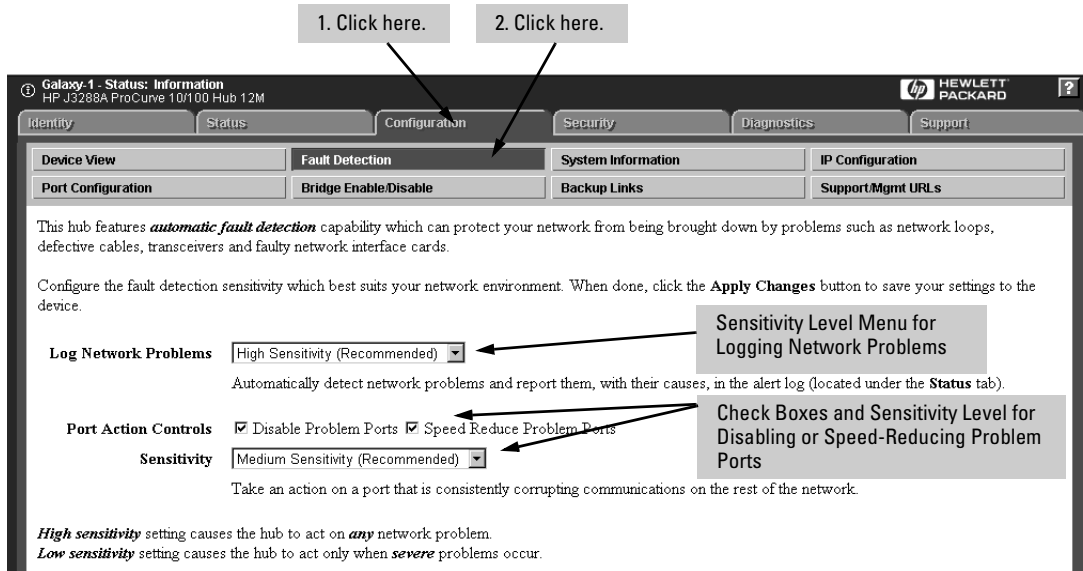 1. Click here.
2. Click here.
Galaxy-1 - Status: Information
HP J3288A ProCurve 10/100 Hub 12M
hp HEWLETT
PACKARD
?
Identity
Status
Configuration
Security
Diagnostics
Support
Device View
Fault Detection
System Information
IP Configuration
Port Configuration
Bridge Enable/Disable
Backup Links
Support/Mgmt URLs
This hub features automatic fault detection capability which can protect your network from being brought down by problems such as network loops,
defective cables, transceivers and faulty network interface cards.
Configure the fault detection sensitivity which best suits your network environment. When done, click the Apply Changes button to save your settings to the
device.
Sensitivity Level Menu for
Logging Network Problems
Log Network Problems High Sensitivity (Recommended)
Automatically detect network problems and report them, with their causes, in the alert log (located under the Status tab).
Check Boxes and Sensitivity Level for
Disabling or Speed-Reducing Problem
Ports
Port Action Controls Disable Problem Ports Speed Reduce Problem Ports
Sensitivity Medium Sensitivity (Recommended)
Take an action on a port that is consistently corrupting communications on the rest of the network.
High sensitivity setting causes the hub to act on any network problem.
Low sensitivity setting causes the hub to act only when severe problems occur.